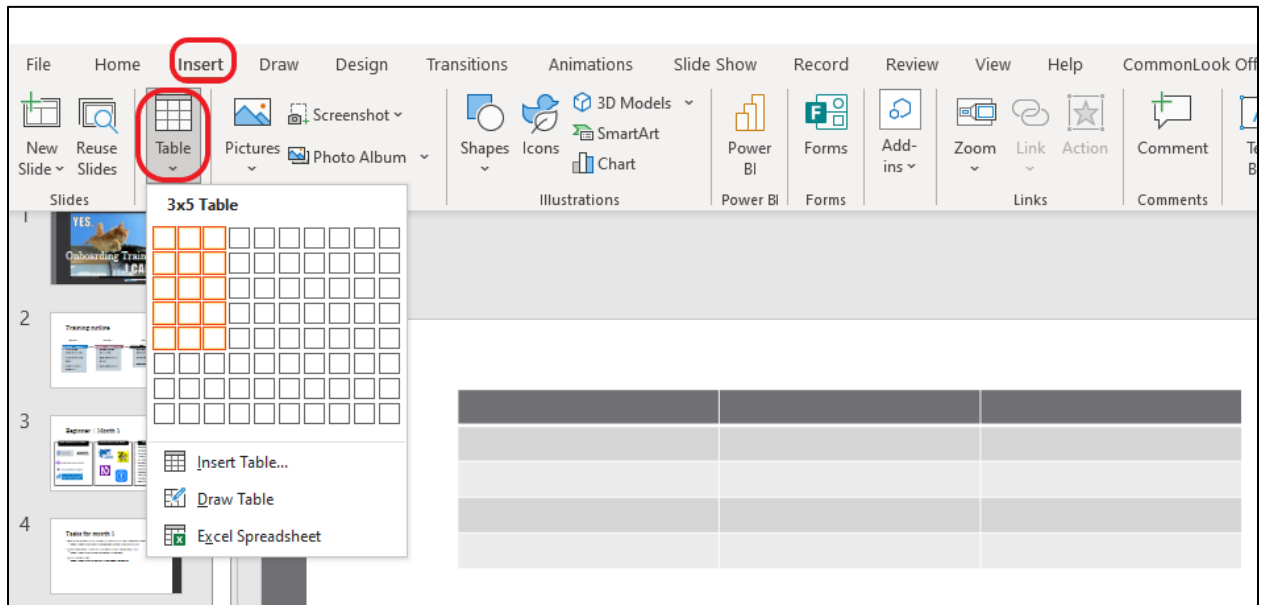 File Home Insert Draw Design Transitions Animations Slide Show Record Review View Help CommonLook Off
New Slide
Reuse Slides
Table
Pictures
Screenshot
Photo Album
Shapes
Icons
3D Models
SmartArt
Chart
Power BI
Forms
Add-ins
Zoom
Link
Action
Comment
Slides
Illustrations
Power BI
Forms
Links
Comments
3x5 Table
Insert Table...
Draw Table
Excel Spreadsheet
1
YES.
Onboarding Train
I CA
2
Training outline
3
Beginner | Month 1
4
Tasks for month 1